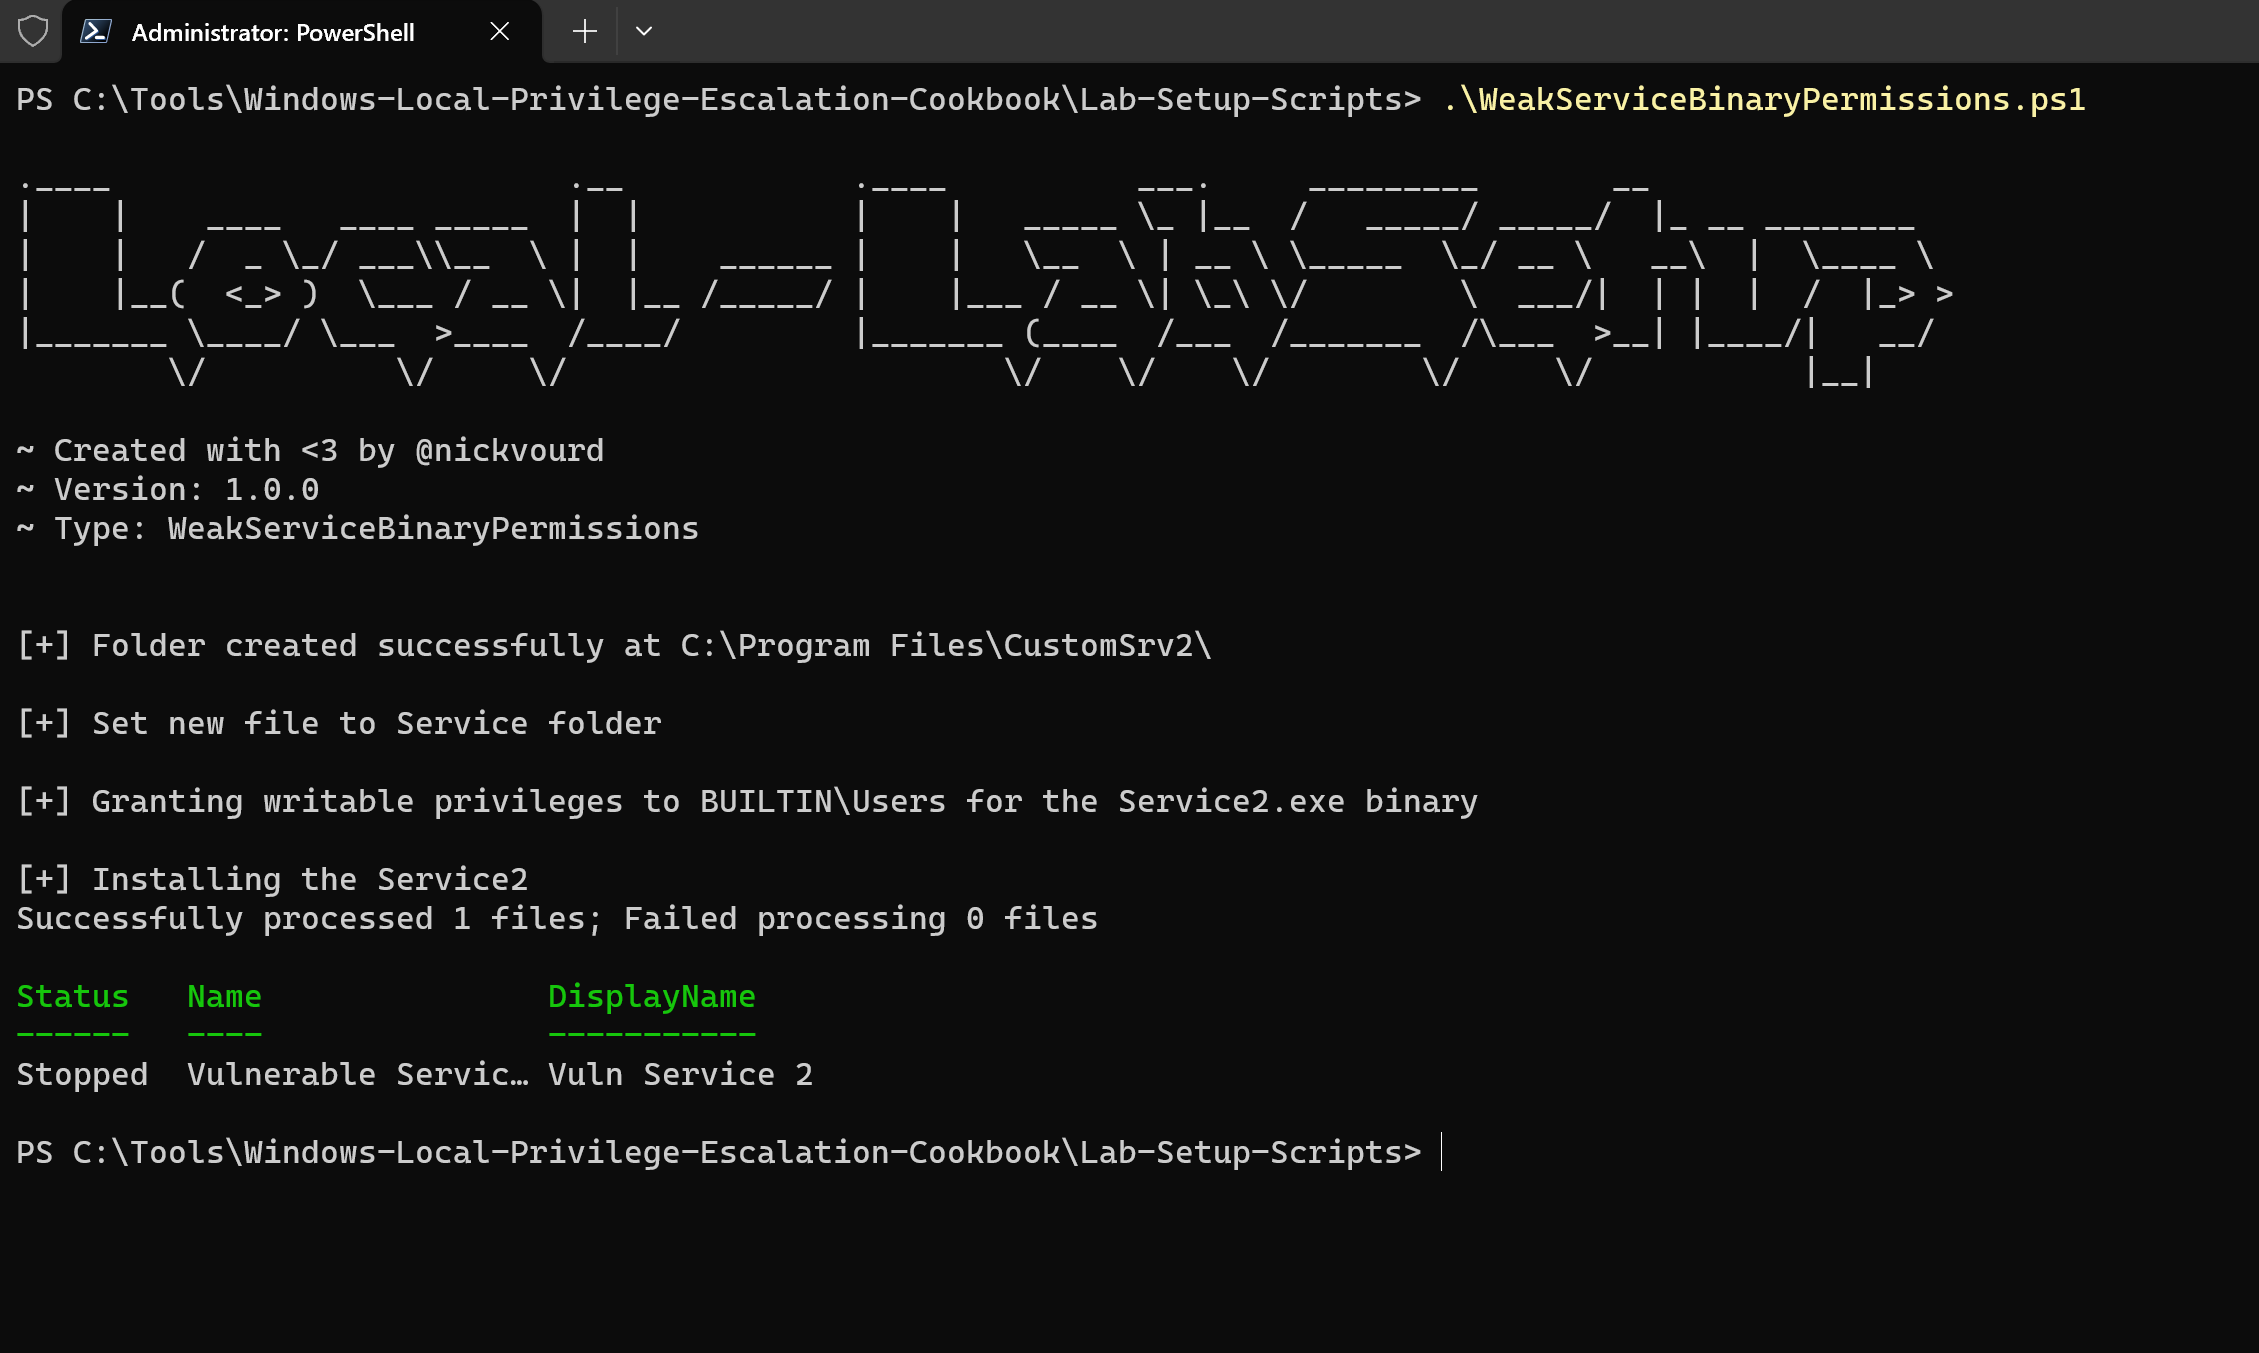 Administrator: PowerShell
PS C:\Tools\Windows-Local-Privilege-Escalation-Cookbook\Lab-Setup-Scripts> .\WeakServiceBinaryPermissions.ps1
Local-LabSetup
~ Created with <3 by @nickvourd
~ Version: 1.0.0
~ Type: WeakServiceBinaryPermissions
[+] Folder created successfully at C:\Program Files\CustomSrv2\
[+] Set new file to Service folder
[+] Granting writable privileges to BUILTIN\Users for the Service2.exe binary
[+] Installing the Service2
Successfully processed 1 files; Failed processing 0 files
Status   Name               DisplayName
------   ----               -----------
Stopped  Vulnerable Servic… Vuln Service 2
PS C:\Tools\Windows-Local-Privilege-Escalation-Cookbook\Lab-Setup-Scripts>